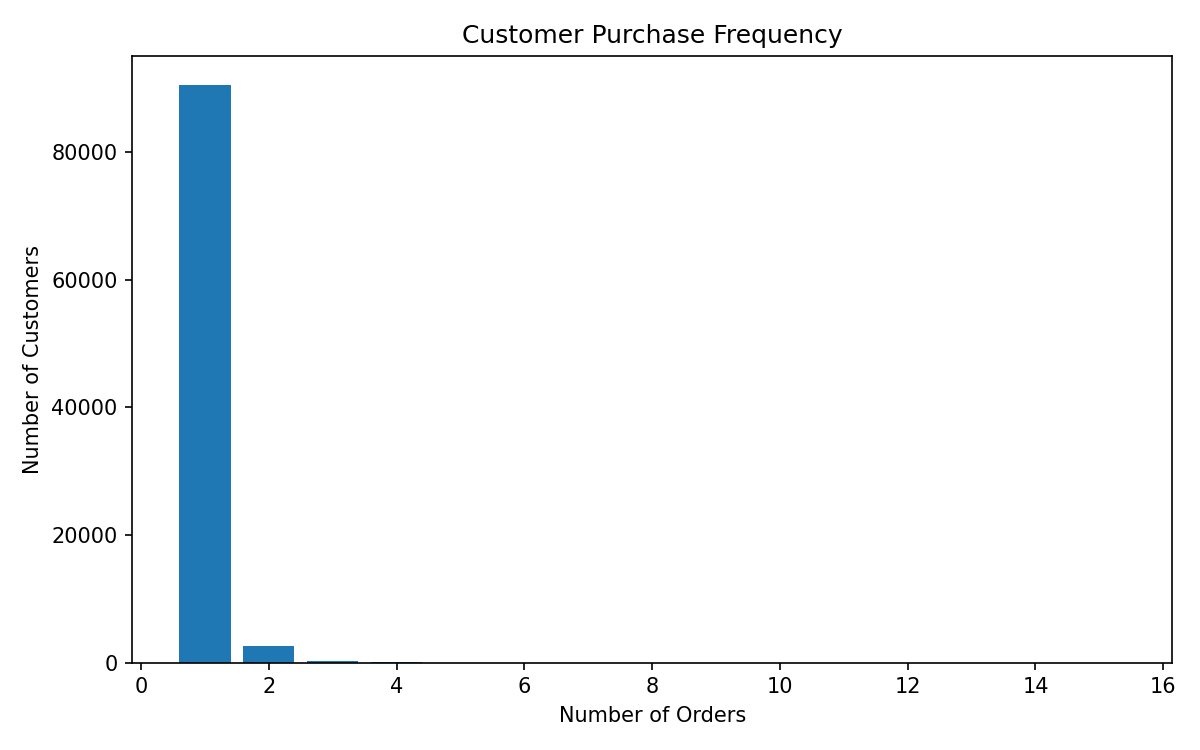 Customer Purchase Frequency
Number of Customers
80000
60000
40000
20000
0
0 2 4 6 8 10 12 14 16
Number of Orders